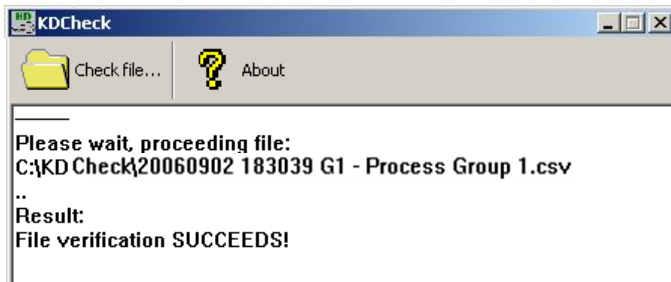 HD
KDCheck
Check file...
? About
Please wait, proceeding file:
C:\KD Check\20060902 183039 G1 - Process Group 1.csv
..
Result:
File verification SUCCEEDS!